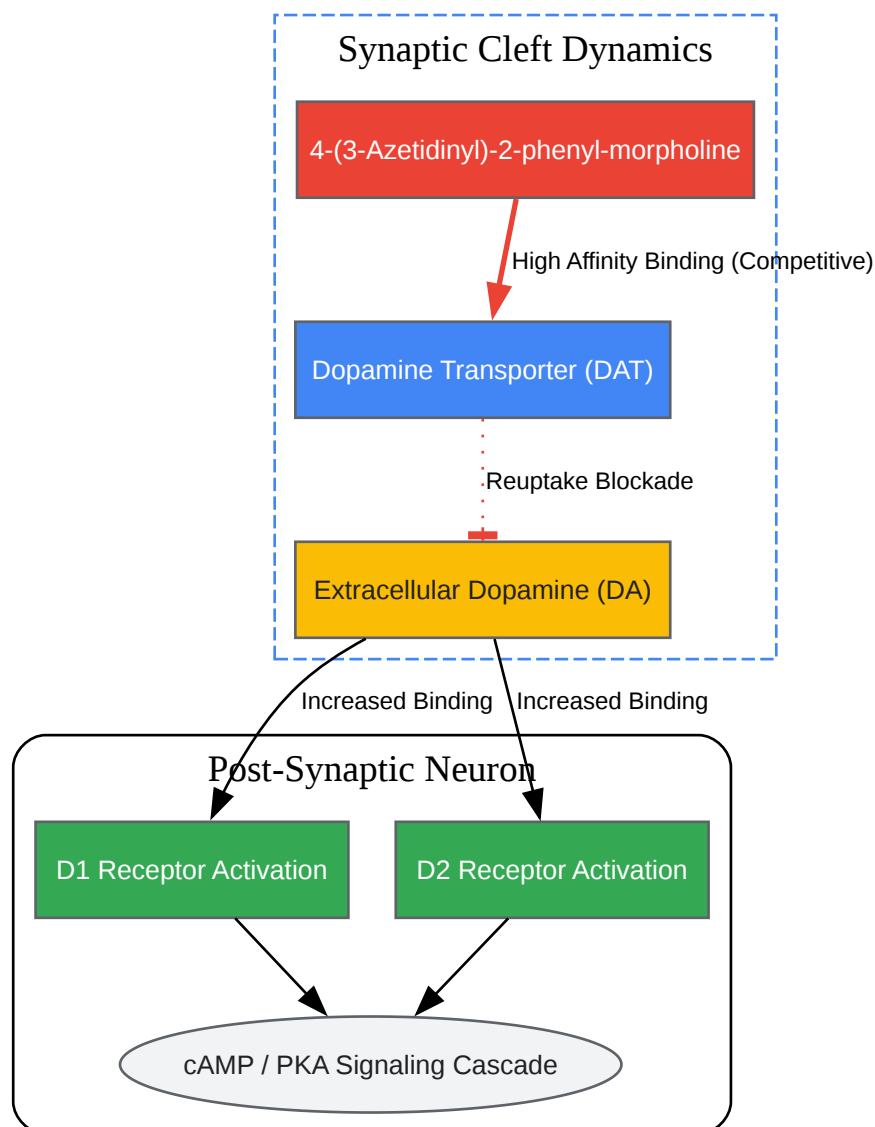 Synaptic Cleft Dynamics
4-(3-Azetidinyl)-2-phenyl-morpholine
High Affinity Binding (Competitive)
Dopamine Transporter (DAT)
Reuptake Blockade
Extracellular Dopamine (DA)
Increased Binding
Increased Binding
Post-Synaptic Neuron
D1 Receptor Activation
D2 Receptor Activation
cAMP / PKA Signaling Cascade